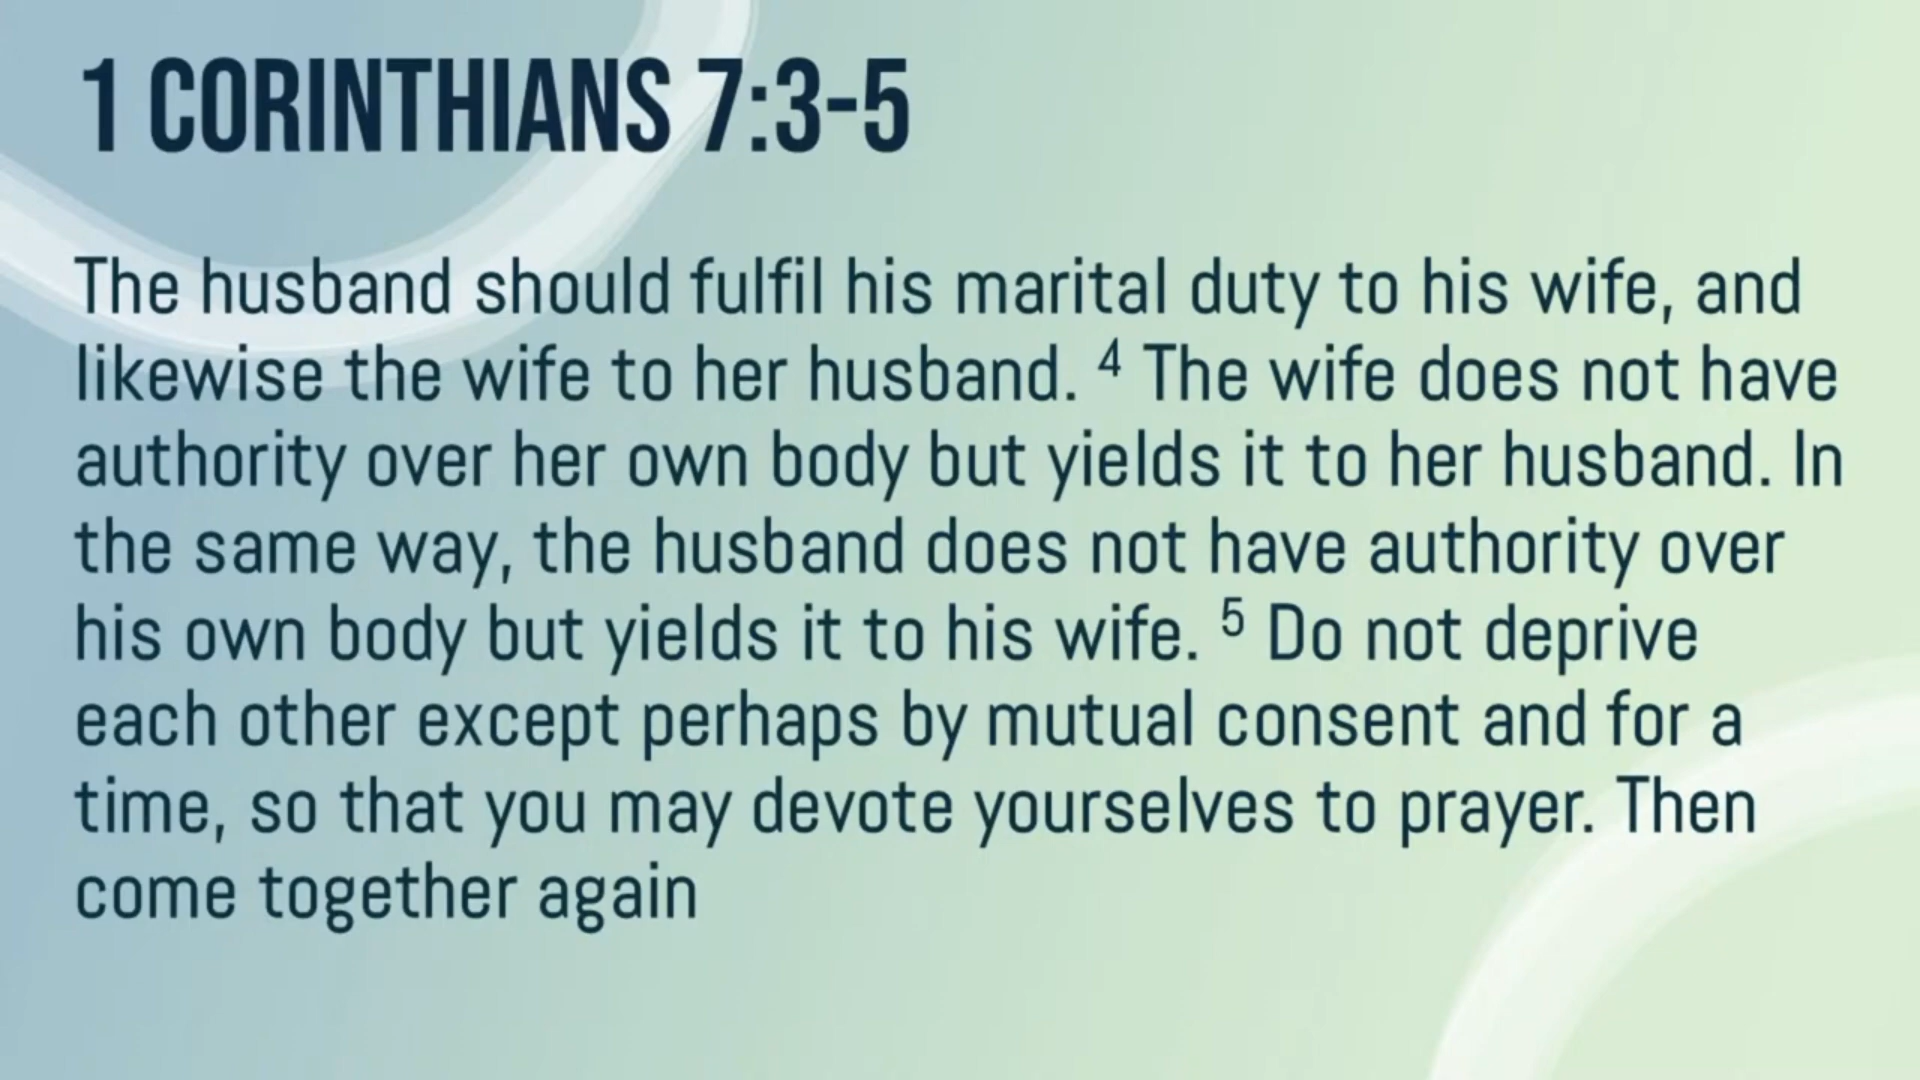 1 CORINTHIANS 7:3-5
The husband should fulfil his marital duty to his wife, and
likewise the wife to her husband. ⁴ The wife does not have
authority over her own body but yields it to her husband. In
the same way, the husband does not have authority over
his own body but yields it to his wife. ⁵ Do not deprive
each other except perhaps by mutual consent and for a
time, so that you may devote yourselves to prayer. Then
come together again